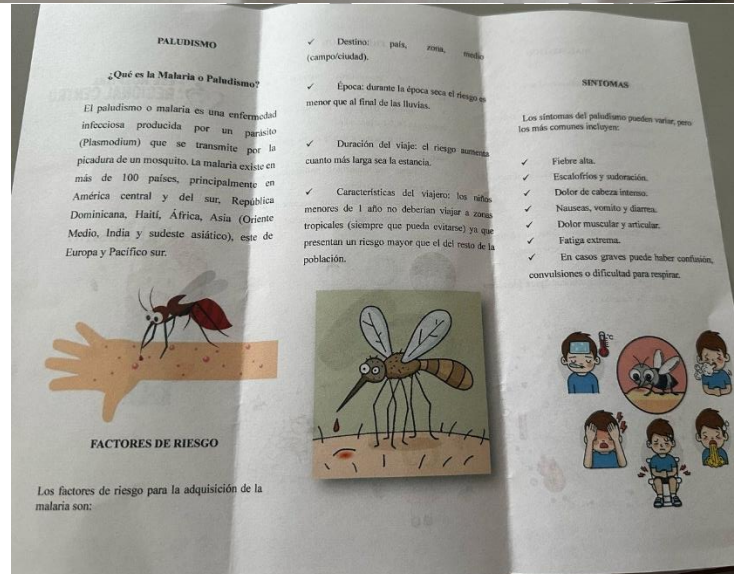 PALUDISMO
¿Qué es la Malaria o Paludismo?
El paludismo o malaria es una enfermedad
infecciosa producida por un parásito
(Plasmodium) que se transmite por la
picadura de un mosquito. La malaria existe en
más de 100 países, principalmente en
América central y del sur, República
Dominicana, Haití, África, Asia (Oriente
Medio, India y sudeste asiático), este de
Europa y Pacífico sur.
FACTORES DE RIESGO
Los factores de riesgo para la adquisición de la
malaria son:
✓ Destino: país, zona, medio
(campo/ciudad).
✓ Época: durante la época seca el riesgo es
menor que al final de las lluvias.
✓ Duración del viaje: el riesgo aumenta
cuanto más larga sea la estancia.
✓ Características del viajero: los niños
menores de 1 año no deberían viajar a zonas
tropicales (siempre que pueda evitarse) ya que
presentan un riesgo mayor que el del resto de la
población.
SINTOMAS
Los síntomas del paludismo pueden variar, pero
los más comunes incluyen:
✓ Fiebre alta.
✓ Escalofríos y sudoración.
✓ Dolor de cabeza intenso.
✓ Nauseas, vomito y diarrea.
✓ Dolor muscular y articular.
✓ Fatiga extrema.
✓ En casos graves puede haber confusión,
convulsiones o dificultad para respirar.